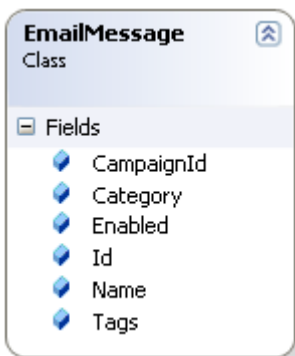 EmailMessage
Class
Fields
CampaignId
Category
Enabled
Id
Name
Tags